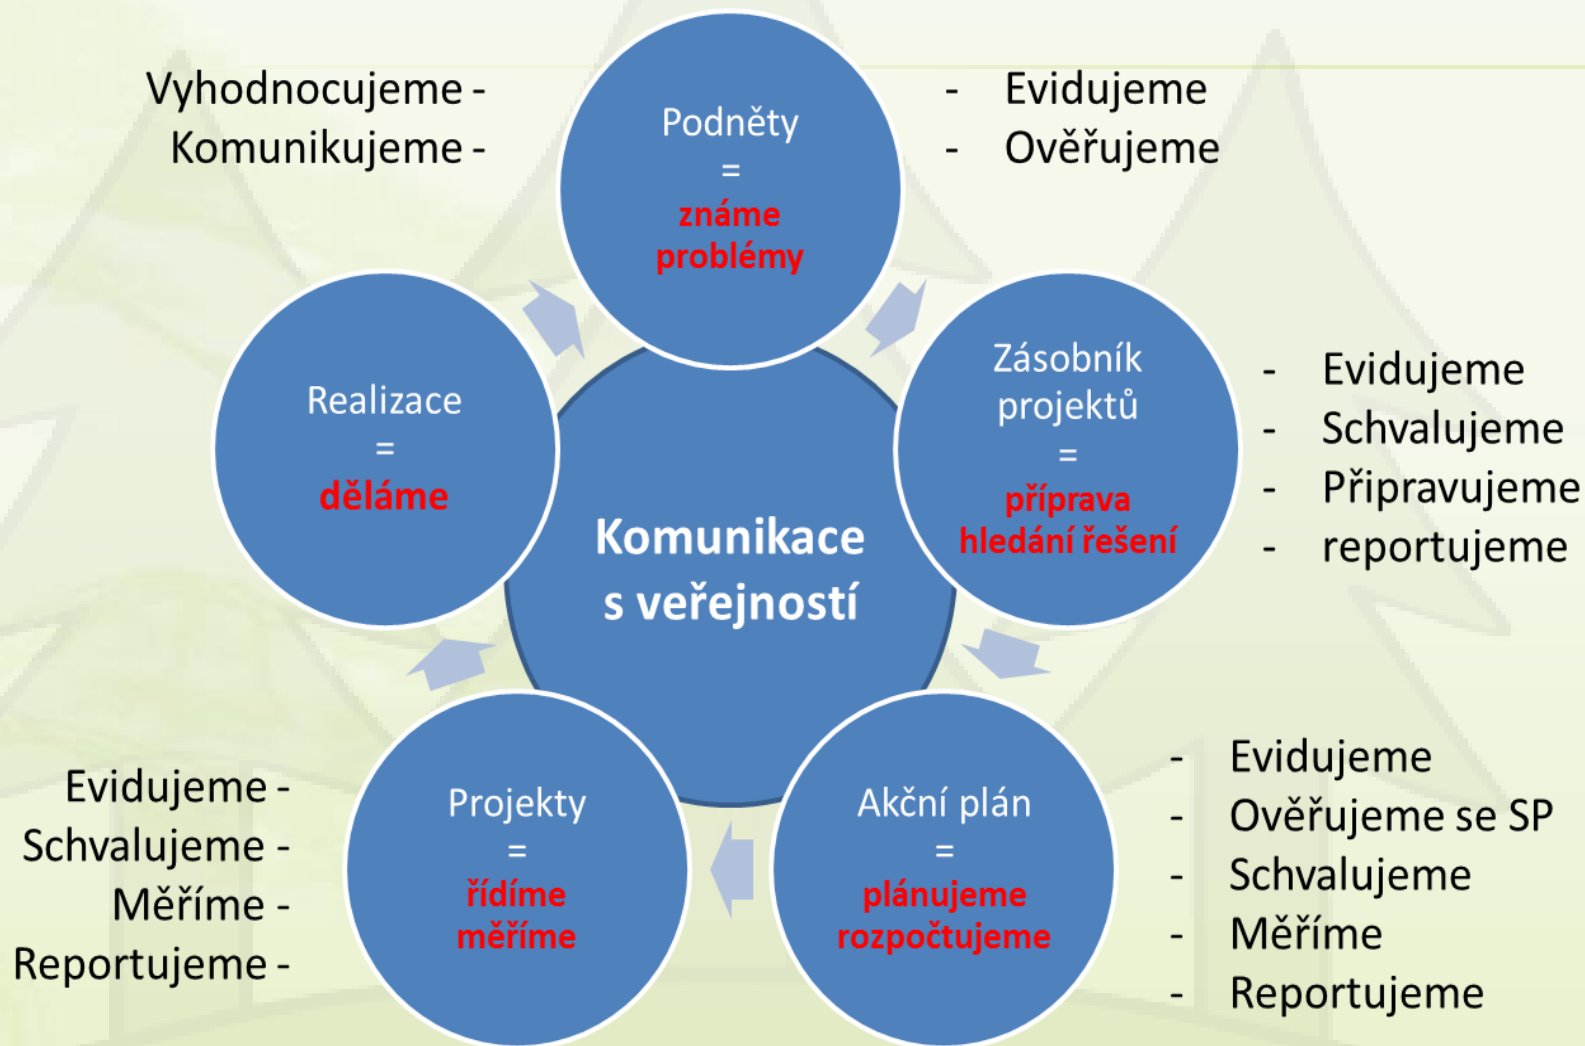 Vyhodnocujeme -
Komunikujeme -
Podněty
=
známe
problémy
- Evidujeme
- Ověřujeme
Zásobník
projektů
=
příprava
hledání řešení
- Evidujeme
- Schvalujeme
- Připravujeme
- reportujeme
Realizace
=
děláme
Komunikace
s veřejností
Akční plán
=
plánujeme
rozpočtujeme
- Evidujeme
- Ověřujeme se SP
- Schvalujeme
- Měříme
- Reportujeme
Projekty
=
řídíme
měříme
Evidujeme -
Schvalujeme -
Měříme -
Reportujeme -